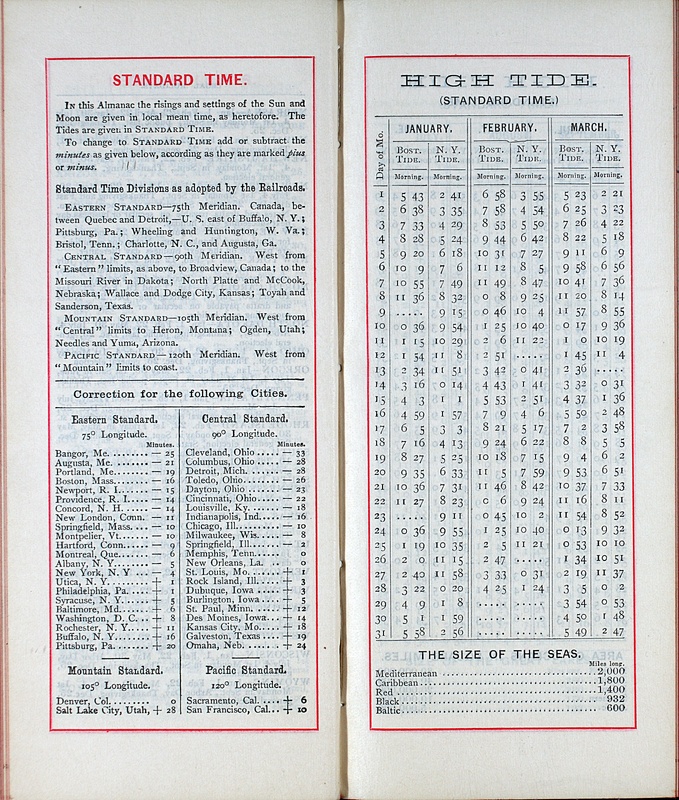 STANDARD TIME.
In this Almanac the risings and settings of the Sun and
Moon are given in local mean time, as heretofore. The
Tides are given in STANDARD TIME.
To change to STANDARD TIME add or subtract the
minutes as given below, according as they are marked plus
or minus.
Standard Time Divisions as adopted by the Railroads.
EASTERN STANDARD—75th Meridian. Canada, be-
tween Quebec and Detroit,—U. S. east of Buffalo, N. Y.;
Pittsburg, Pa.; Wheeling and Huntington, W. Va.;
Bristol, Tenn.; Charlotte, N. C., and Augusta, Ga.
CENTRAL STANDARD—90th Meridian. West from
"Eastern" limits, as above, to Broadview, Canada; to the
Missouri River in Dakota; North Platte and McCook,
Nebraska; Wallace and Dodge City, Kansas; Toyah and
Sanderson, Texas.
MOUNTAIN STANDARD—105th Meridian. West from
"Central" limits to Heron, Montana; Ogden, Utah;
Needles and Yuma, Arizona.
PACIFIC STANDARD—120th Meridian. West from
"Mountain" limits to coast.
Correction for the following Cities.
Eastern Standard.
75° Longitude.
Minutes.
Bangor, Me. ....... — 25
Augusta, Me. ....... — 21
Portland, Me. ....... — 19
Boston, Mass. ....... — 16
Newport, R. I. ....... — 15
Providence, R. I. ....... — 14
Concord, N. H. ....... — 14
New London, Conn. ... — 11
Springfield, Mass. ... — 10
Montpelier, Vt. ....... — 10
Hartford, Conn. ....... — 9
Montreal, Que. ....... — 6
Albany, N. Y. ....... — 5
New York, N. Y. ... — 4
Utica, N. Y. ....... + 1
Philadelphia, Pa. ... + 1
Syracuse, N. Y. ....... + 5
Baltimore, Md. ....... + 6
Washington, D. C. ... + 8
Rochester, N. Y. ....... + 11
Buffalo, N. Y. ....... + 16
Pittsburg, Pa. ....... + 20
Central Standard.
90° Longitude.
Minutes.
Cleveland, Ohio ..... — 33
Columbus, Ohio ..... — 28
Detroit, Mich. ..... — 28
Toledo, Ohio ..... — 26
Dayton, Ohio ..... — 23
Cincinnati, Ohio ..... — 22
Louisville, Ky. ..... — 18
Indianapolis, Ind. ..... — 16
Chicago, Ill. ..... — 10
Milwaukee, Wis. ..... — 8
Springfield, Ill. ..... — 2
Memphis, Tenn. ..... 0
New Orleans, La. .. 0
St. Louis, Mo. ..... + 1
Rock Island, Ill. ..... + 3
Dubuque, Iowa ..... + 3
Burlington, Iowa ..... + 5
St. Paul, Minn. ..... + 12
Des Moines, Iowa ... + 14
Kansas City, Mo. ... + 18
Galveston, Texas ... + 19
Omaha, Neb. ..... + 24
Mountain Standard.
105° Longitude.
Denver, Col. ....... 0
Salt Lake City, Utah, + 28
Pacific Standard.
120° Longitude.
Sacramento, Cal. .... + 6
San Francisco, Cal. ... + 10
HIGH TIDE.
(STANDARD TIME.)
Day of Mo. JANUARY. FEBRUARY. MARCH.
BOST. TIDE. N. Y. TIDE. BOST. TIDE. N. Y. TIDE. BOST. TIDE. N. Y. TIDE.
Morning. Morning. Morning. Morning. Morning. Morning.
1 5 43 2 41 6 58 3 55 5 23 2 21
2 6 38 3 35 7 58 4 54 6 25 3 23
3 7 33 4 29 8 53 5 50 7 26 4 22
4 8 28 5 24 9 44 6 42 8 22 5 18
5 9 20 6 18 10 31 7 27 9 11 6 9
6 10 9 7 6 11 12 8 5 9 58 6 56
7 10 55 7 49 11 49 8 47 10 41 7 36
8 11 36 8 32 0 8 9 25 11 20 8 14
9 ..... 9 15 0 46 10 4 11 57 8 55
10 0 36 9 54 1 25 10 40 0 17 9 36
11 1 15 10 29 2 6 11 22 1 0 10 19
12 1 54 11 8 2 51 ..... 1 45 11 4
13 2 34 11 51 3 42 0 41 2 36 .....
14 3 16 0 14 4 43 1 41 3 32 0 31
15 4 3 1 1 5 53 2 51 4 37 1 36
16 4 59 1 57 7 9 4 6 5 50 2 48
17 6 5 3 3 8 21 5 17 7 2 3 58
18 7 16 4 13 9 24 6 22 8 8 5 5
19 8 27 5 25 10 18 7 15 9 4 6 2
20 9 35 6 33 11 5 7 59 9 53 6 51
21 10 36 7 31 11 46 8 42 10 37 7 33
22 11 27 8 23 0 6 9 24 11 16 8 11
23 ..... 9 11 0 45 10 2 11 54 8 52
24 0 36 9 55 1 25 10 40 0 13 9 32
25 1 19 10 35 2 5 11 21 0 53 10 10
26 2 0 11 15 2 47 ..... 1 34 10 51
27 2 40 11 58 3 33 0 31 2 19 11 37
28 3 22 0 20 4 25 1 24 3 5 0 2
29 4 9 1 8 ..... ..... 3 54 0 53
30 5 1 1 59 ..... ..... 4 50 1 48
31 5 58 2 56 ..... ..... 5 49 2 47
THE SIZE OF THE SEAS.
Miles long.
Mediterranean ..... 2,000
Caribbean ..... 1,800
Red ..... 1,400
Black ..... 932
Baltic ..... 600